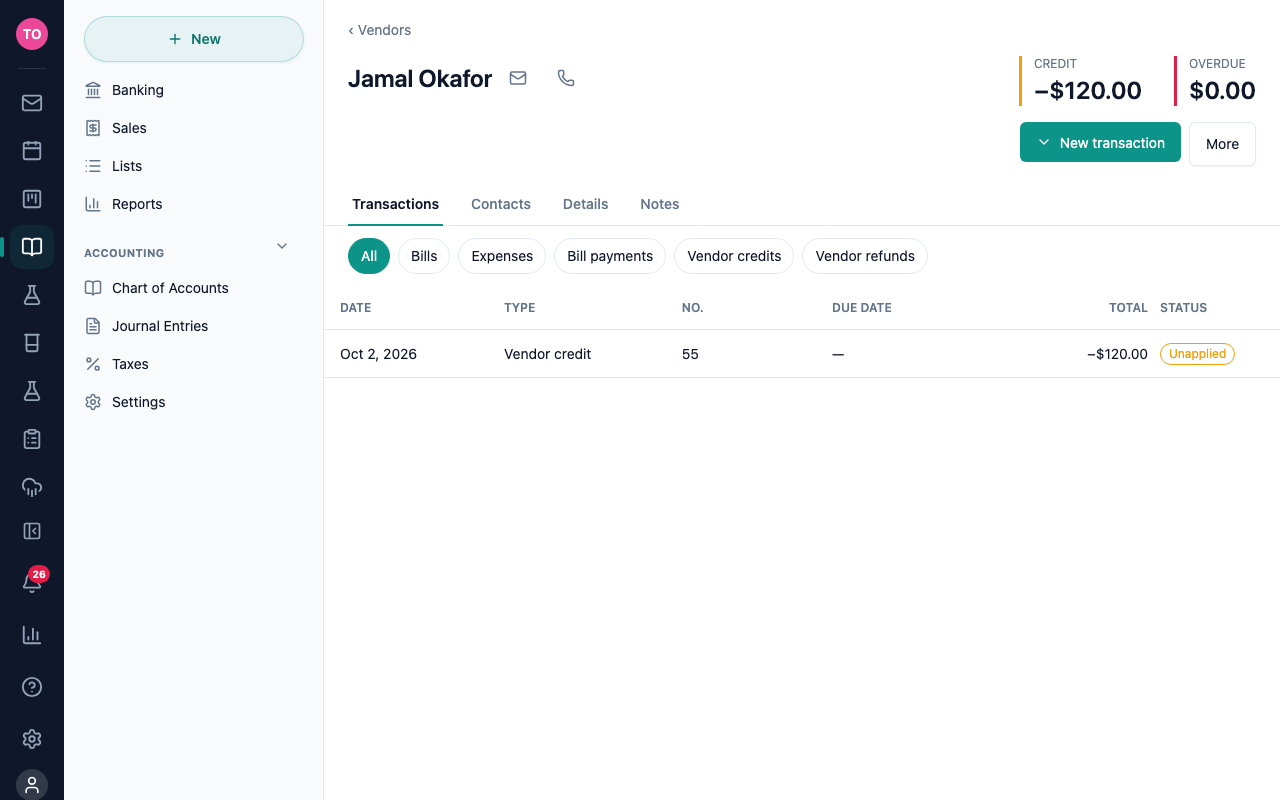 TO
New
Banking
Sales
Lists
Reports
ACCOUNTING
Chart of Accounts
Journal Entries
Taxes
Settings
26
‹ Vendors
Jamal Okafor
CREDIT
–$120.00
OVERDUE
$0.00
New transaction
More
Transactions Contacts Details Notes
All Bills Expenses Bill payments Vendor credits Vendor refunds
DATE TYPE NO. DUE DATE TOTAL STATUS
Oct 2, 2026 Vendor credit 55 — –$120.00 Unapplied